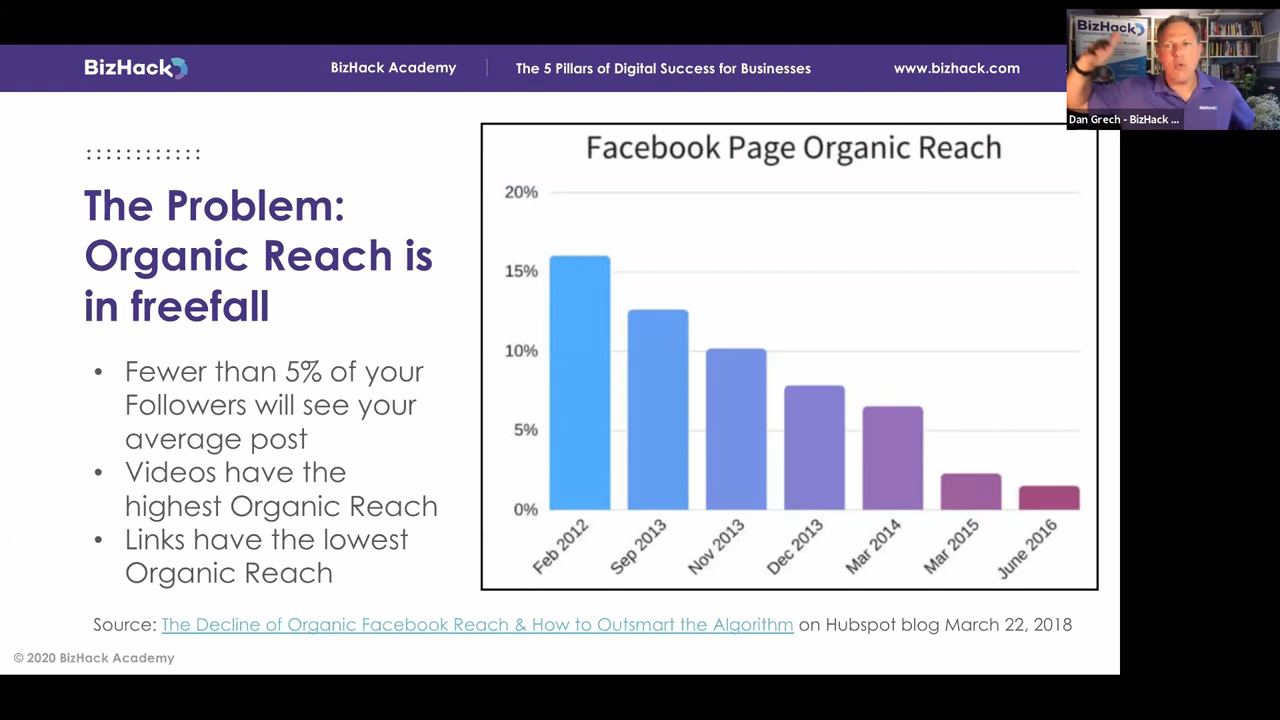 BizHack
BizHack Academy
The 5 Pillars of Digital Success for Businesses
www.bizhack.com
BizHack
Dan Grech - BizHack ...
The Problem:
Organic Reach is
in freefall
• Fewer than 5% of your
Followers will see your
average post
• Videos have the
highest Organic Reach
• Links have the lowest
Organic Reach
Facebook Page Organic Reach
20%
15%
10%
5%
0%
Feb 2012
Sep 2013
Nov 2013
Dec 2013
Mar 2014
Mar 2015
June 2016
Source: The Decline of Organic Facebook Reach & How to Outsmart the Algorithm on Hubspot blog March 22, 2018
© 2020 BizHack Academy